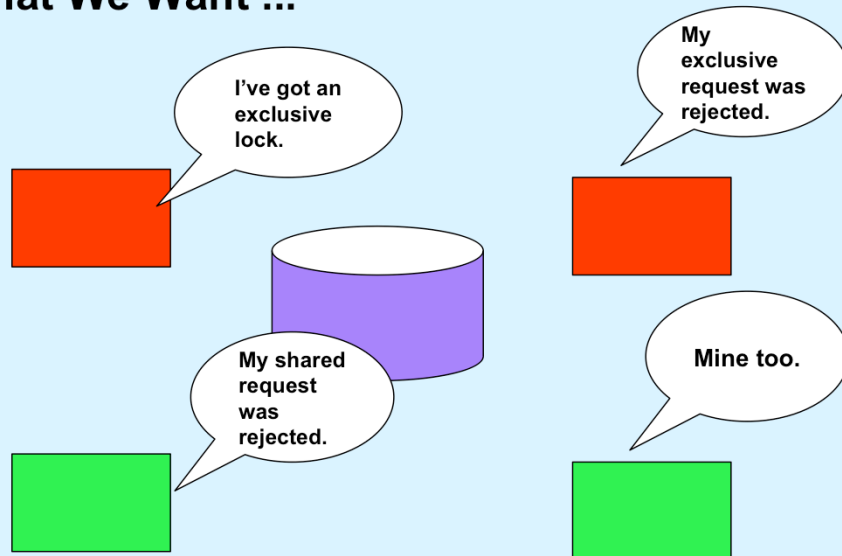 hat We Want ...
I've got an
exclusive
lock.
My
exclusive
request was
rejected.
My shared
request
was
rejected.
Mine too.